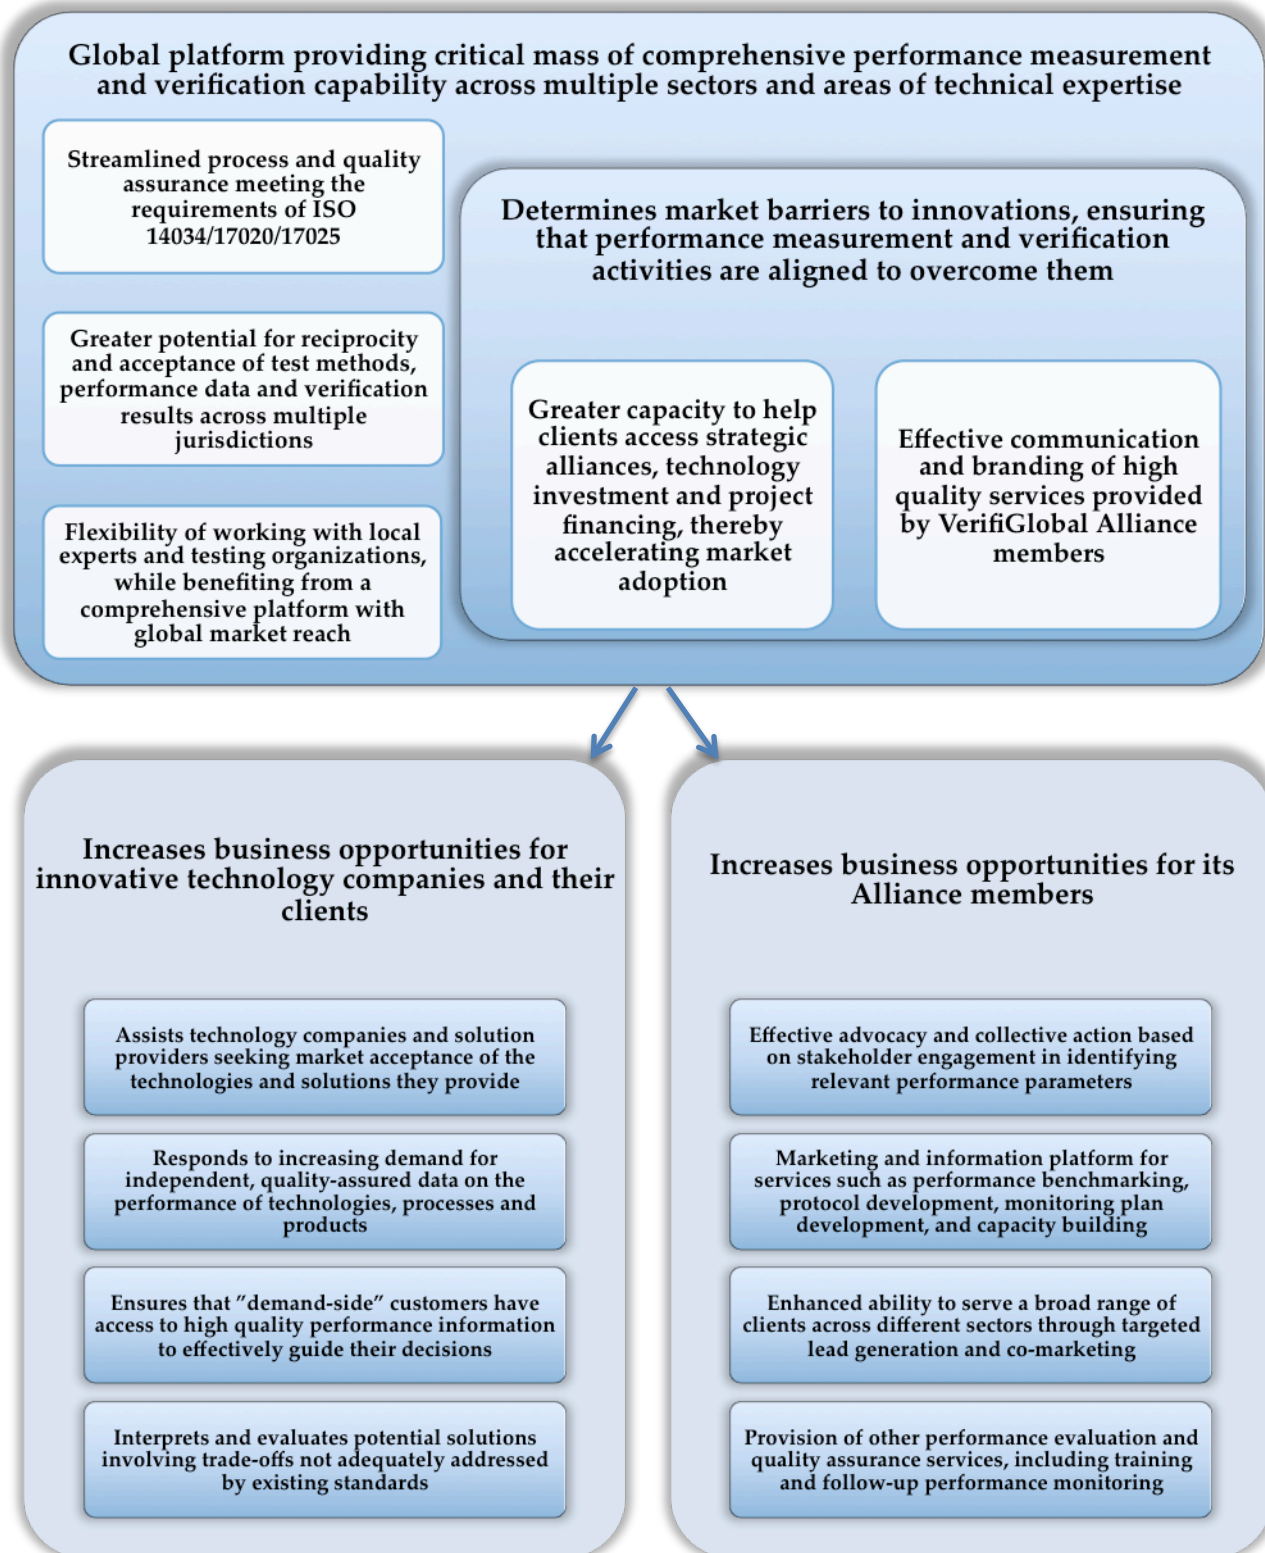 Global platform providing critical mass of comprehensive performance measurement
and verification capability across multiple sectors and areas of technical expertise
Streamlined process and quality
assurance meeting the
requirements of ISO
14034/17020/17025
Greater potential for reciprocity
and acceptance of test methods,
performance data and verification
results across multiple
jurisdictions
Flexibility of working with local
experts and testing organizations,
while benefiting from a
comprehensive platform with
global market reach
Determines market barriers to innovations, ensuring
that performance measurement and verification
activities are aligned to overcome them
Greater capacity to help
clients access strategic
alliances, technology
investment and project
financing, thereby
accelerating market
adoption
Effective communication
and branding of high
quality services provided
by VerifiGlobal Alliance
members
Increases business opportunities for
innovative technology companies and their
clients
Assists technology companies and solution
providers seeking market acceptance of the
technologies and solutions they provide
Responds to increasing demand for
independent, quality-assured data on the
performance of technologies, processes and
products
Ensures that ”demand-side” customers have
access to high quality performance information
to effectively guide their decisions
Interprets and evaluates potential solutions
involving trade-offs not adequately addressed
by existing standards
Increases business opportunities for its
Alliance members
Effective advocacy and collective action based
on stakeholder engagement in identifying
relevant performance parameters
Marketing and information platform for
services such as performance benchmarking,
protocol development, monitoring plan
development, and capacity building
Enhanced ability to serve a broad range of
clients across different sectors through targeted
lead generation and co-marketing
Provision of other performance evaluation and
quality assurance services, including training
and follow-up performance monitoring